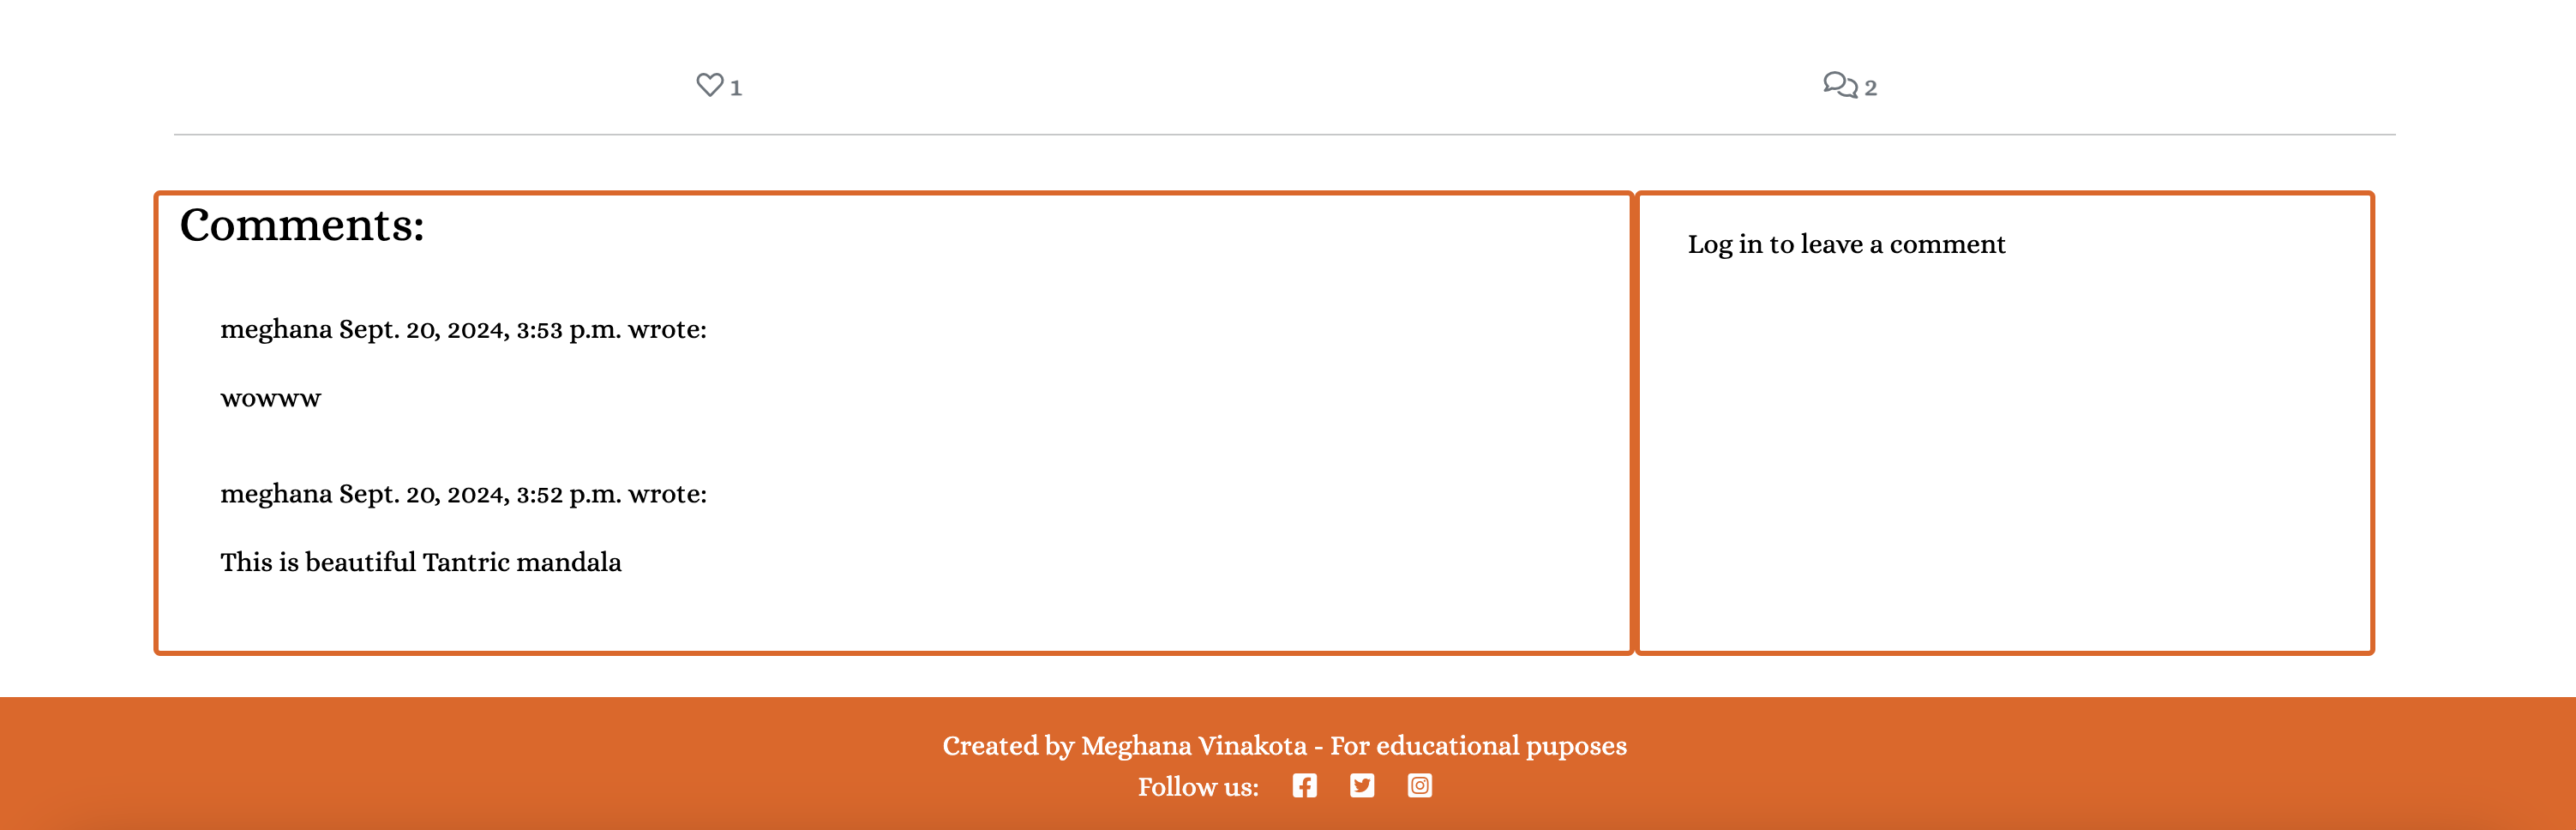 1
2
Comments:
meghana Sept. 20, 2024, 3:53 p.m. wrote:
wowww
meghana Sept. 20, 2024, 3:52 p.m. wrote:
This is beautiful Tantric mandala
Log in to leave a comment
Created by Meghana Vinakota - For educational puposes
Follow us: